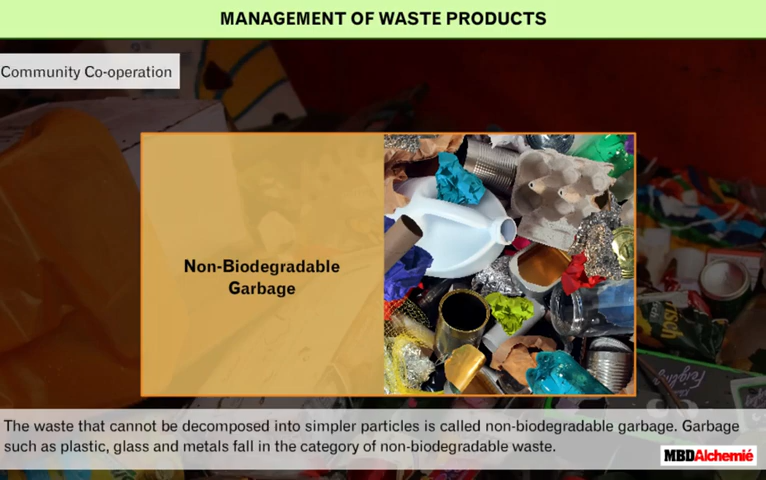 MANAGEMENT OF WASTE PRODUCTS
Community Co-operation
Non-Biodegradable
Garbage
The waste that cannot be decomposed into simpler particles is called non-biodegradable garbage. Garbage
such as plastic, glass and metals fall in the category of non-biodegradable waste.
MBDAlchemié